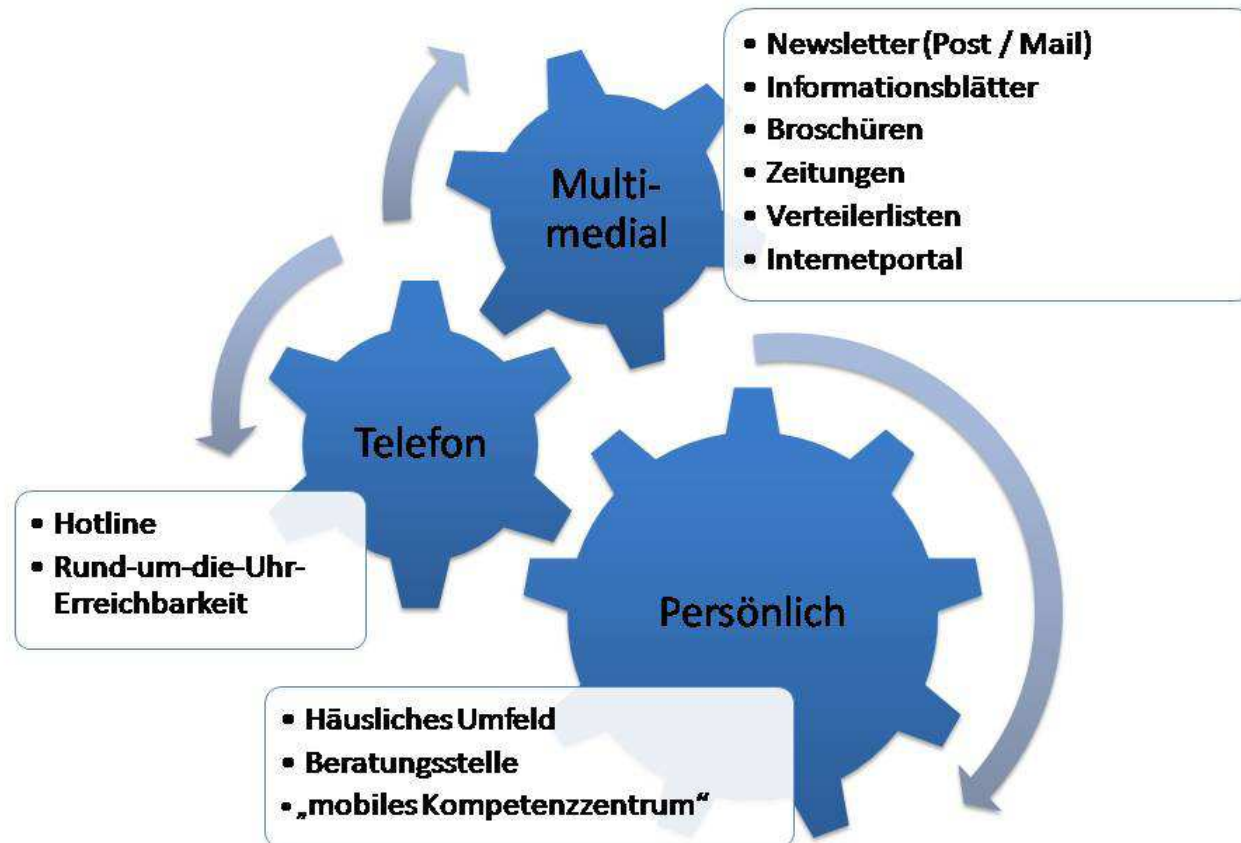 Multi-
medial
• Newsletter (Post / Mail)
• Informationsblätter
• Broschüren
• Zeitungen
• Verteilerlisten
• Internetportal
Telefon
• Hotline
• Rund-um-die-Uhr-
Erreichbarkeit
Persönlich
• Häusliches Umfeld
• Beratungsstelle
• „mobiles Kompetenzzentrum“